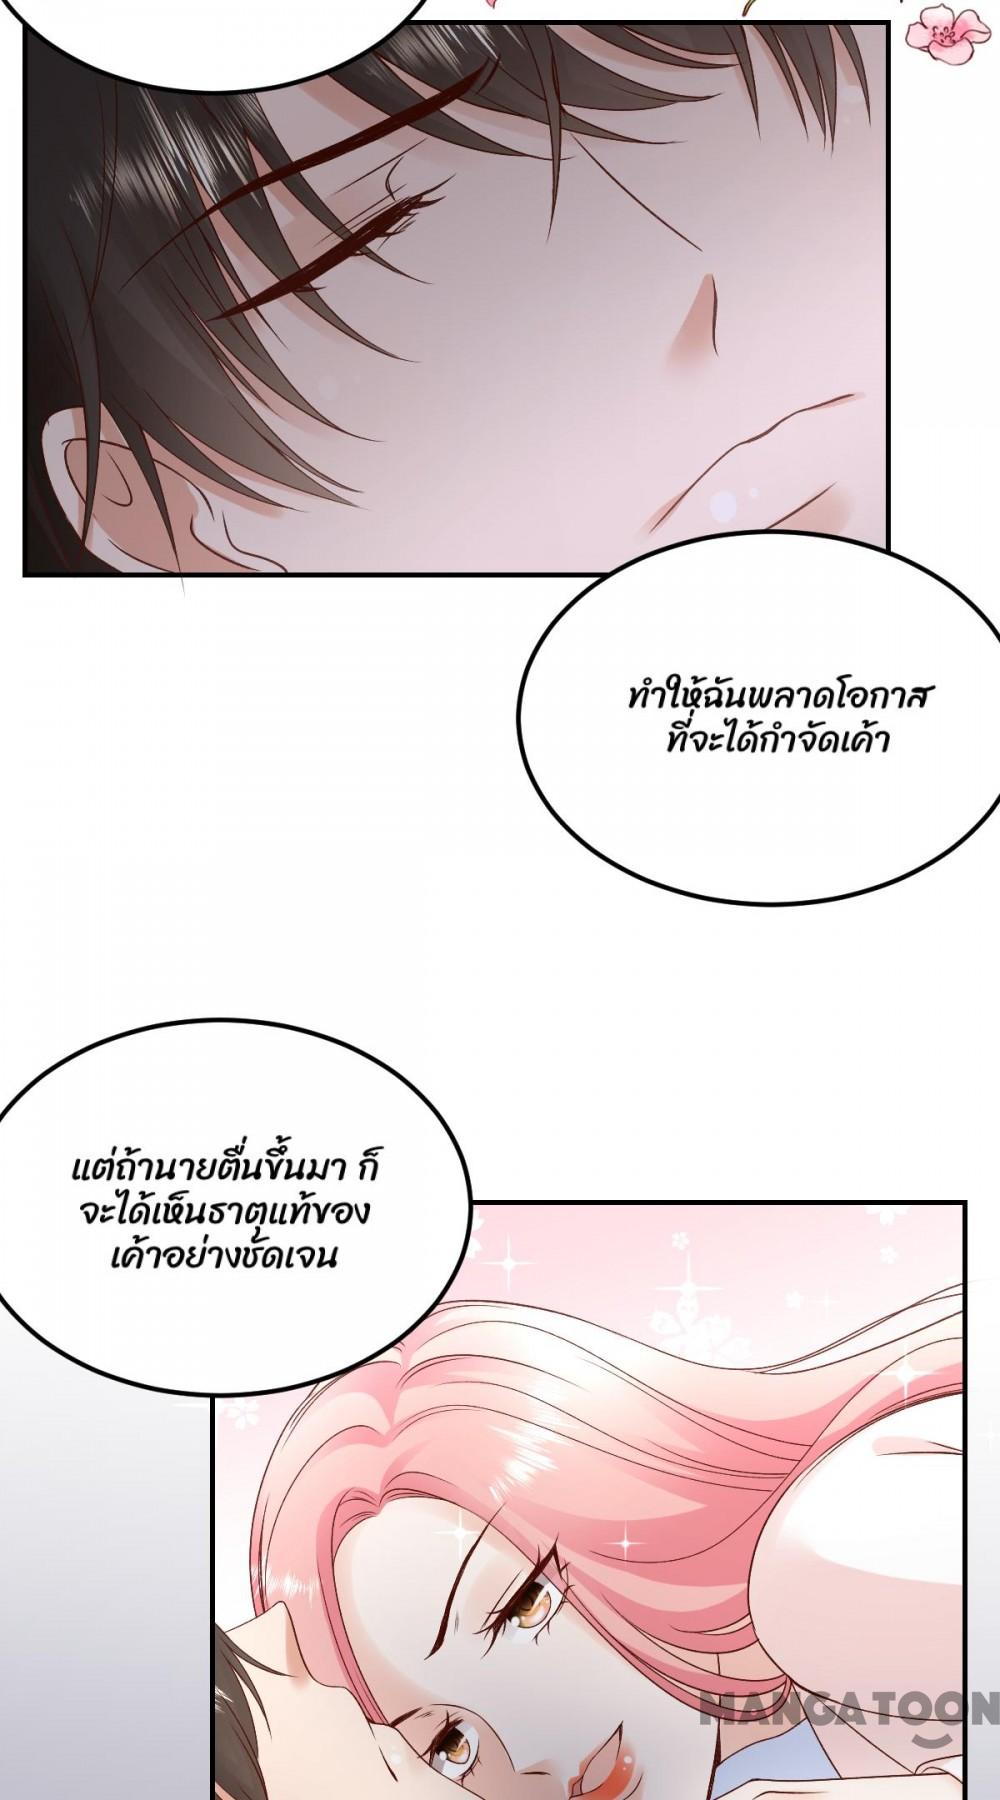 ทำให้ฉันพลาดโอกาส
ที่จะได้กำจัดเค้า
แต่ถ้านายตื่นขึ้นมา ก็
จะได้เห็นธาตุแท้ของ
เค้าอย่างชัดเจน
MANGATOON